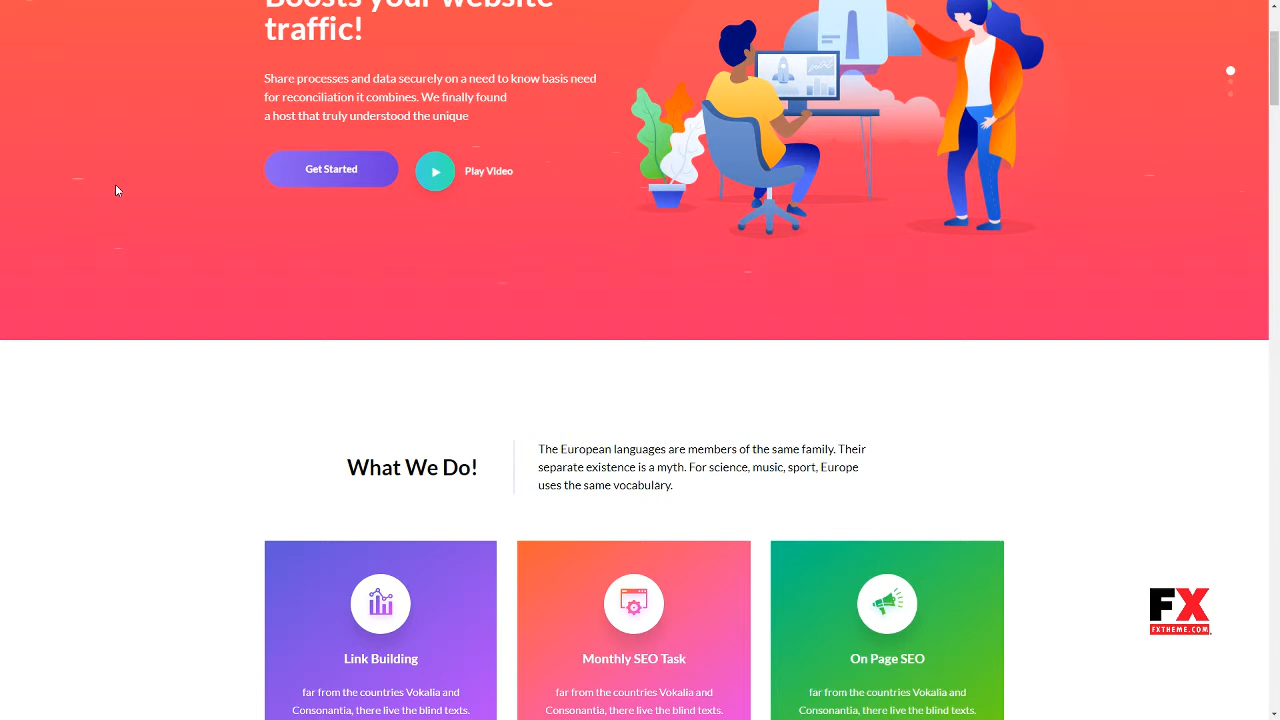 Boosts your website
traffic!
Share processes and data securely on a need to know basis need
for reconciliation it combines. We finally found
a host that truly understood the unique
Get Started
Play Video
What We Do!
The European languages are members of the same family. Their
separate existence is a myth. For science, music, sport, Europe
uses the same vocabulary.
Link Building
far from the countries Vokalia and
Consonantia, there live the blind texts.
Monthly SEO Task
far from the countries Vokalia and
Consonantia, there live the blind texts.
On Page SEO
far from the countries Vokalia and
Consonantia, there live the blind texts.
FX
FXTHEME.COM